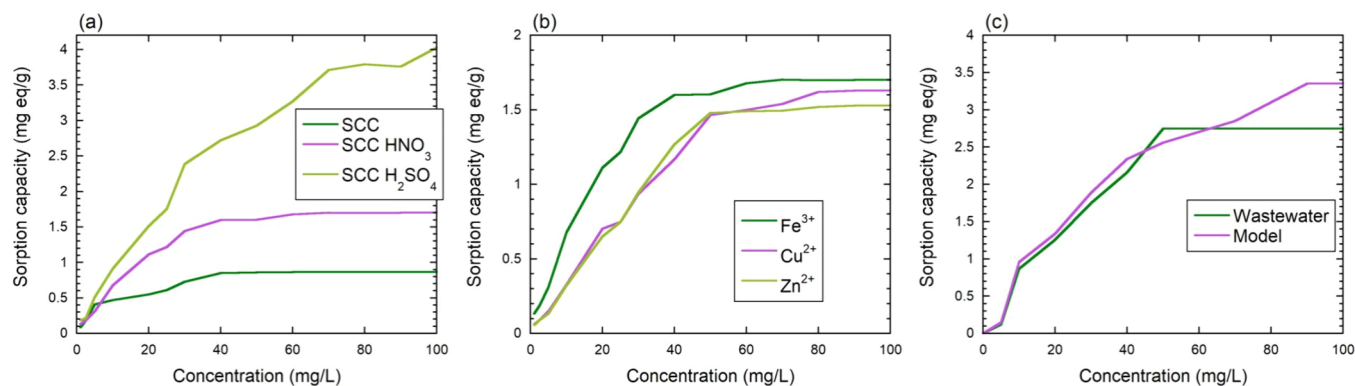 (a)
4
3.5
3
2.5
2
1.5
1
0.5
0
0 20 40 60 80 100
Sorption capacity (mg eq/g)
Concentration (mg/L)
SCC
SCC HNO₃
SCC H₂SO₄
(b)
2
1.5
1
0.5
0
0 20 40 60 80 100
Sorption capacity (mg eq/g)
Concentration (mg/L)
Fe³⁺
Cu²⁺
Zn²⁺
(c)
4
3.5
3
2.5
2
1.5
1
0.5
0
0 20 40 60 80 100
Sorption capacity (mg eq/g)
Concentration (mg/L)
Wastewater
Model